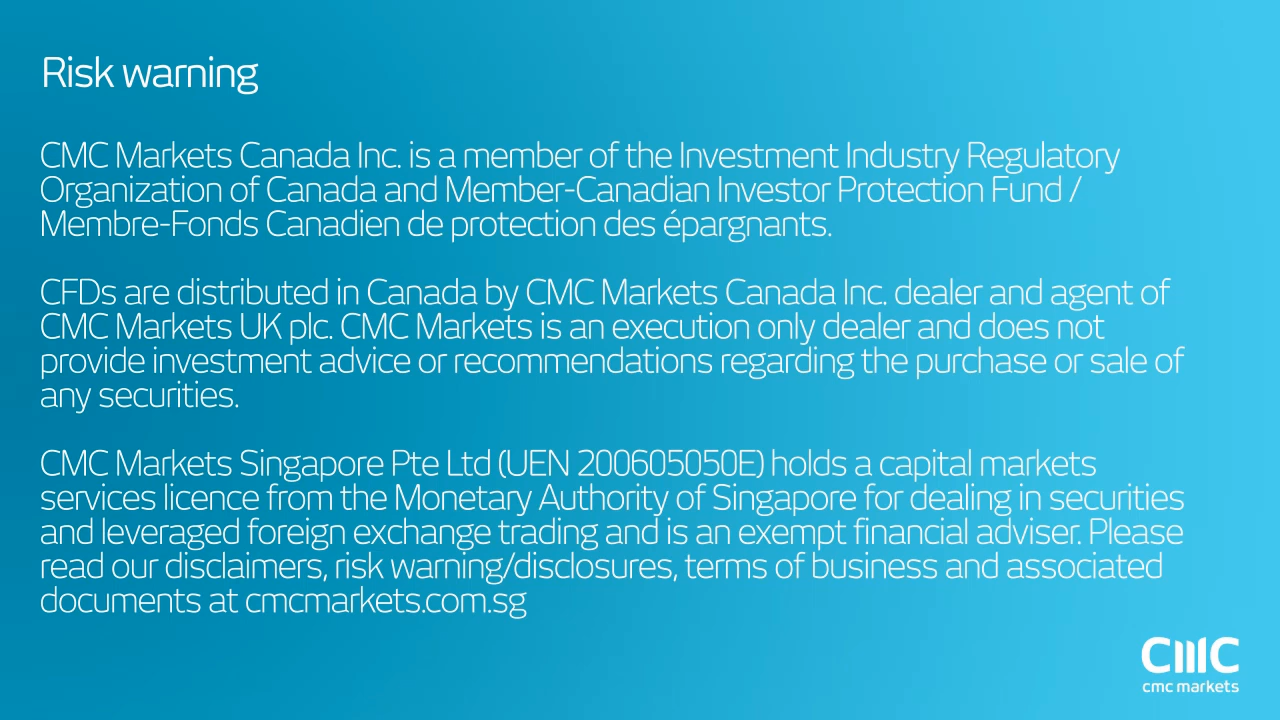 Risk warning
CMC Markets Canada Inc. is a member of the Investment Industry Regulatory
Organization of Canada and Member-Canadian Investor Protection Fund /
Membre-Fonds Canadien de protection des épargnants.
CFDs are distributed in Canada by CMC Markets Canada Inc. dealer and agent of
CMC Markets UK plc. CMC Markets is an execution only dealer and does not
provide investment advice or recommendations regarding the purchase or sale of
any securities.
CMC Markets Singapore Pte Ltd (UEN 200605050E) holds a capital markets
services licence from the Monetary Authority of Singapore for dealing in securities
and leveraged foreign exchange trading and is an exempt financial adviser. Please
read our disclaimers, risk warning/disclosures, terms of business and associated
documents at cmcmarkets.com.sg
CMC
cmc markets